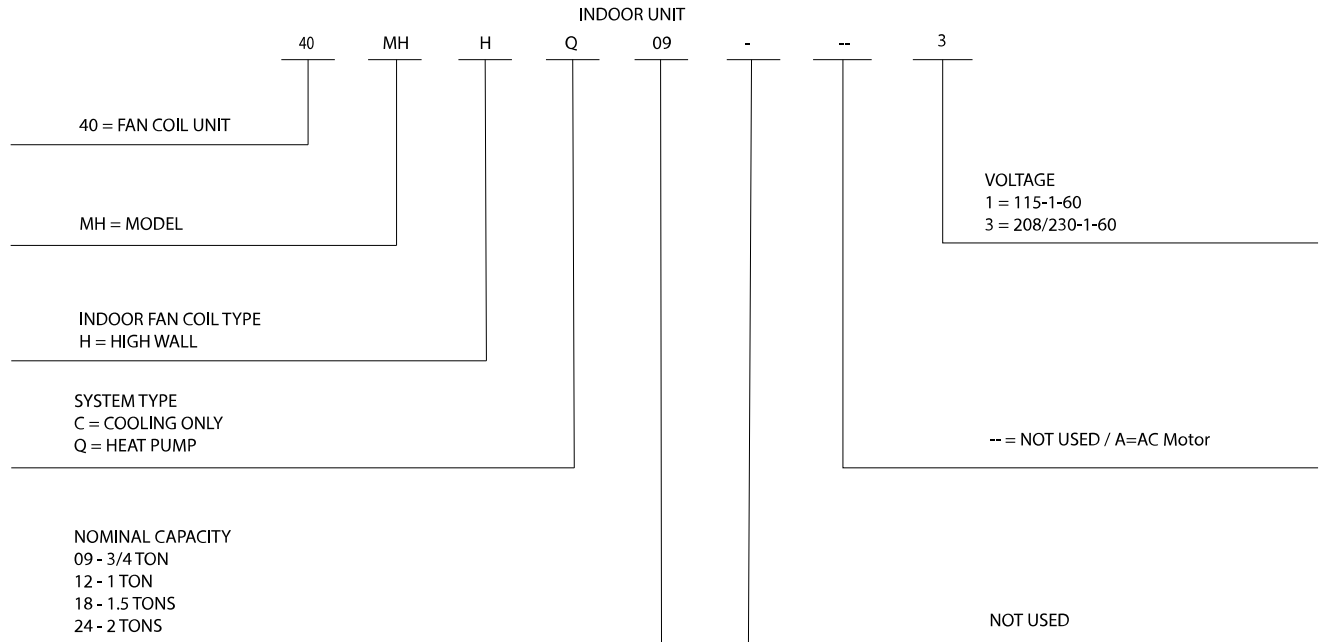 INDOOR UNIT
40 MH H Q 09 - -- 3
40 = FAN COIL UNIT
MH = MODEL
INDOOR FAN COIL TYPE
H = HIGH WALL
SYSTEM TYPE
C = COOLING ONLY
Q = HEAT PUMP
NOMINAL CAPACITY
09 - 3/4 TON
12 - 1 TON
18 - 1.5 TONS
24 - 2 TONS
VOLTAGE
1 = 115-1-60
3 = 208/230-1-60
-- = NOT USED / A=AC Motor
NOT USED